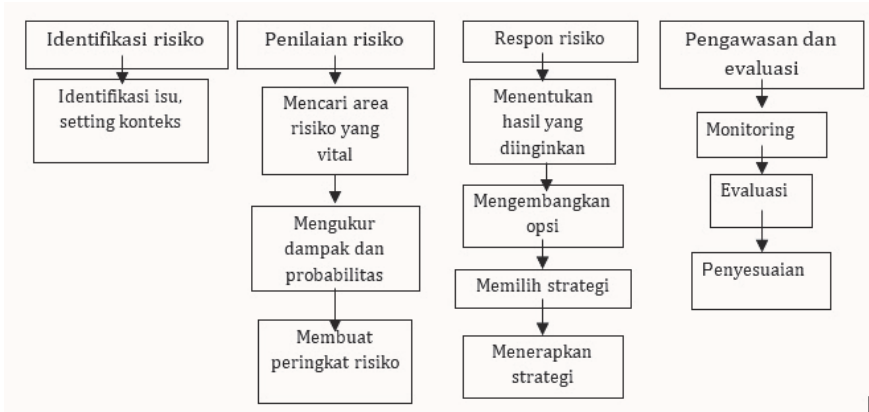 Identifikasi risiko
Identifikasi isu,
setting konteks
Penilaian risiko
Mencari area
risiko yang
vital
Mengukur
dampak dan
probabilitas
Membuat
peringkat risiko
Respon risiko
Menentukan
hasil yang
diinginkan
Mengembangkan
opsi
Memilih strategi
Menerapkan
strategi
Pengawasan dan
evaluasi
Monitoring
Evaluasi
Penyesuaian